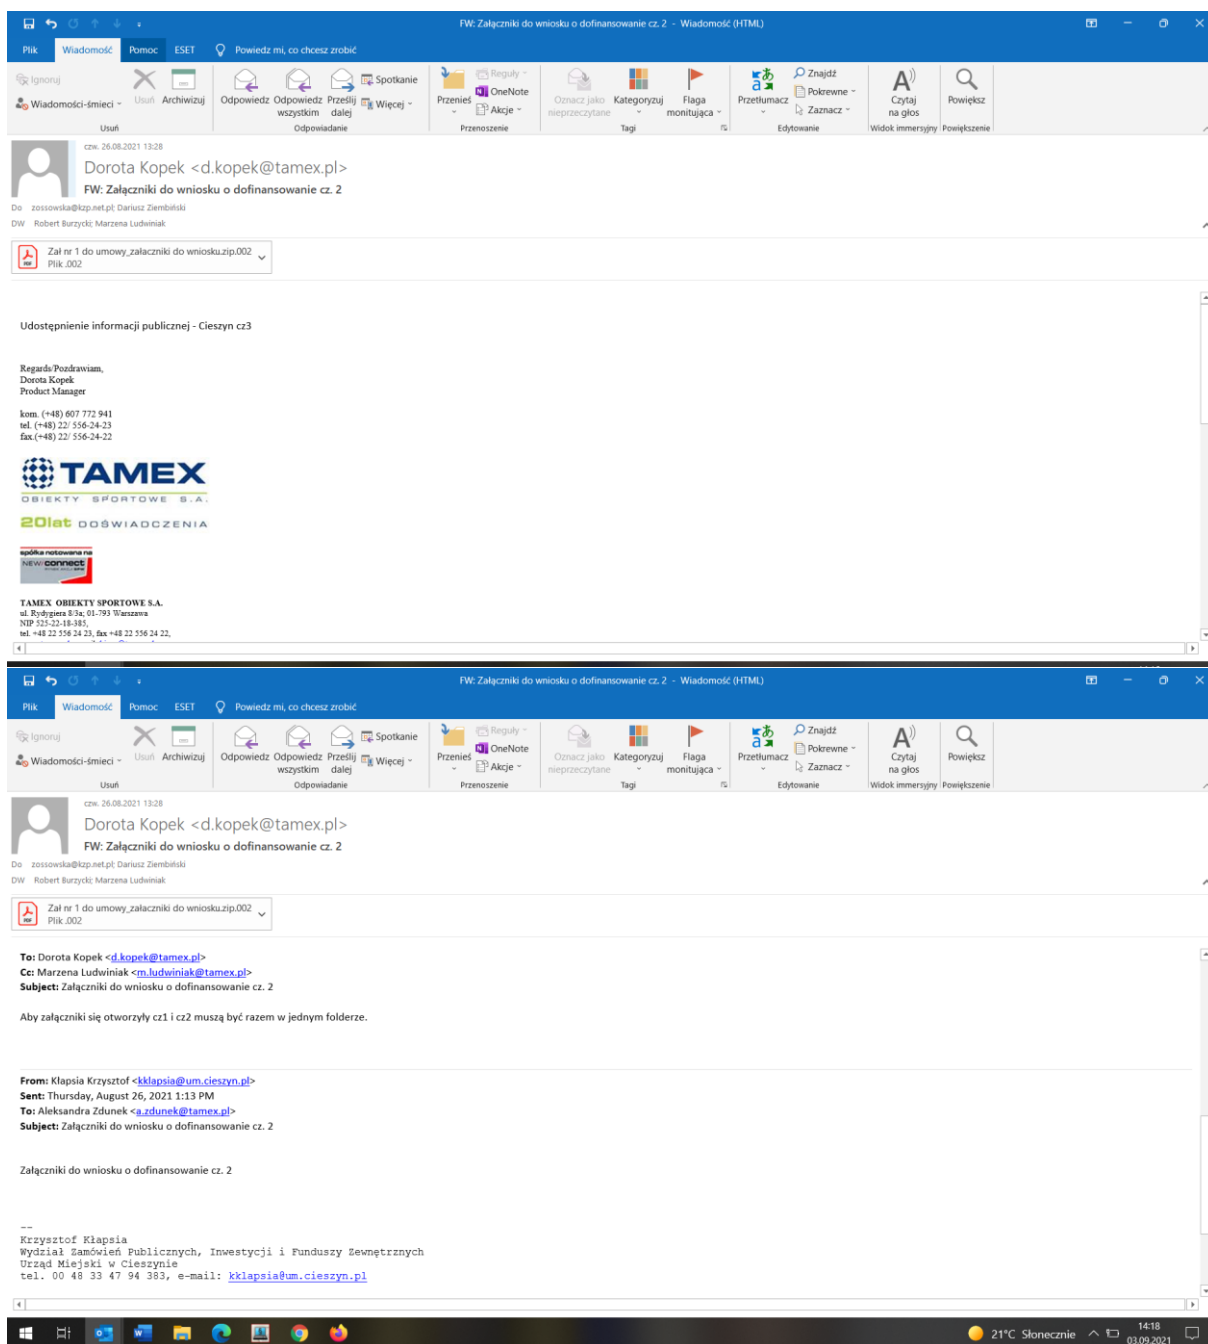 FW: Załączniki do wniosku o dofinansowanie cz. 2 - Wiadomość (HTML)
Plik Wiadomość Pomoc ESET Powiedz mi, co chcesz zrobić
Ignoruj
Wiadomości-śmieci
Usuń Archiwizuj
Odpowiedz Odpowiedz wszystkim Prześlij dalej
Spotkanie
Więcej
Przenieś
Reguły
OneNote
Akcje
Oznacz jako nieprzeczytane
Kategoryzuj
Flaga monitująca
Przetłumacz
Znajdź
Pokrewne
Zaznacz
Czytaj na głos
Powiększ
Usuń Odpowiadanie Przenoszenie Tagi Edytowanie Widok immersyjny Powiększenie
czw. 26.08.2021 13:28
Dorota Kopek <d.kopek@tamex.pl>
FW: Załączniki do wniosku o dofinansowanie cz. 2
Do zossowska@kzp.net.pl; Dariusz Ziembiński
DW Robert Burzycki; Marzena Ludwiniak
Zał nr 1 do umowy_załaczniki do wniosku.zip.002
Plik .002
Udostępnienie informacji publicznej - Cieszyn cz3
Regards/Pozdrawiam,
Dorota Kopek
Product Manager
kom. (+48) 607 772 941
tel. (+48) 22/ 556-24-23
fax.(+48) 22/ 556-24-22
TAMEX
OBIEKTY SPORTOWE S.A.
20lat DOŚWIADCZENIA
spółka notowana na
NEW connect
TAMEX OBIEKTY SPORTOWE S.A.
ul. Rydygiera 8/3a; 01-793 Warszawa
NIP 525-22-18-385,
tel. +48 22 556 24 23, fax +48 22 556 24 22,
FW: Załączniki do wniosku o dofinansowanie cz. 2 - Wiadomość (HTML)
Plik Wiadomość Pomoc ESET Powiedz mi, co chcesz zrobić
Ignoruj
Wiadomości-śmieci
Usuń Archiwizuj
Odpowiedz Odpowiedz wszystkim Prześlij dalej
Spotkanie
Więcej
Przenieś
Reguły
OneNote
Akcje
Oznacz jako nieprzeczytane
Kategoryzuj
Flaga monitująca
Przetłumacz
Znajdź
Pokrewne
Zaznacz
Czytaj na głos
Powiększ
Usuń Odpowiadanie Przenoszenie Tagi Edytowanie Widok immersyjny Powiększenie
czw. 26.08.2021 13:28
Dorota Kopek <d.kopek@tamex.pl>
FW: Załączniki do wniosku o dofinansowanie cz. 2
Do zossowska@kzp.net.pl; Dariusz Ziembiński
DW Robert Burzycki; Marzena Ludwiniak
Zał nr 1 do umowy_załaczniki do wniosku.zip.002
Plik .002
To: Dorota Kopek <d.kopek@tamex.pl>
Cc: Marzena Ludwiniak <m.ludwiniak@tamex.pl>
Subject: Załączniki do wniosku o dofinansowanie cz. 2
Aby załączniki się otworzyły cz1 i cz2 muszą być razem w jednym folderze.
From: Kłapsia Krzysztof <kklapsia@um.cieszyn.pl>
Sent: Thursday, August 26, 2021 1:13 PM
To: Aleksandra Zdunek <a.zdunek@tamex.pl>
Subject: Załączniki do wniosku o dofinansowanie cz. 2
Załączniki do wniosku o dofinansowanie cz. 2
--
Krzysztof Kłapsia
Wydział Zamówień Publicznych, Inwestycji i Funduszy Zewnętrznych
Urząd Miejski w Cieszynie
tel. 00 48 33 47 94 383, e-mail: kklapsia@um.cieszyn.pl
21°C Słonecznie
14:18
03.09.2021